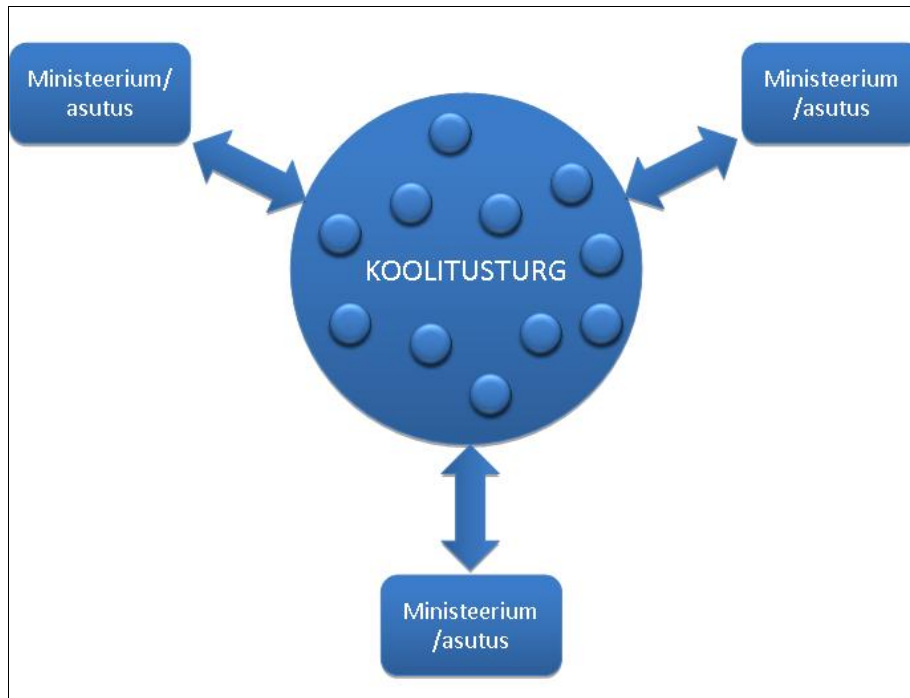 Ministeerium/
asutus
Ministeerium
/asutus
KOOLITUSTURG
Ministeerium
/asutus